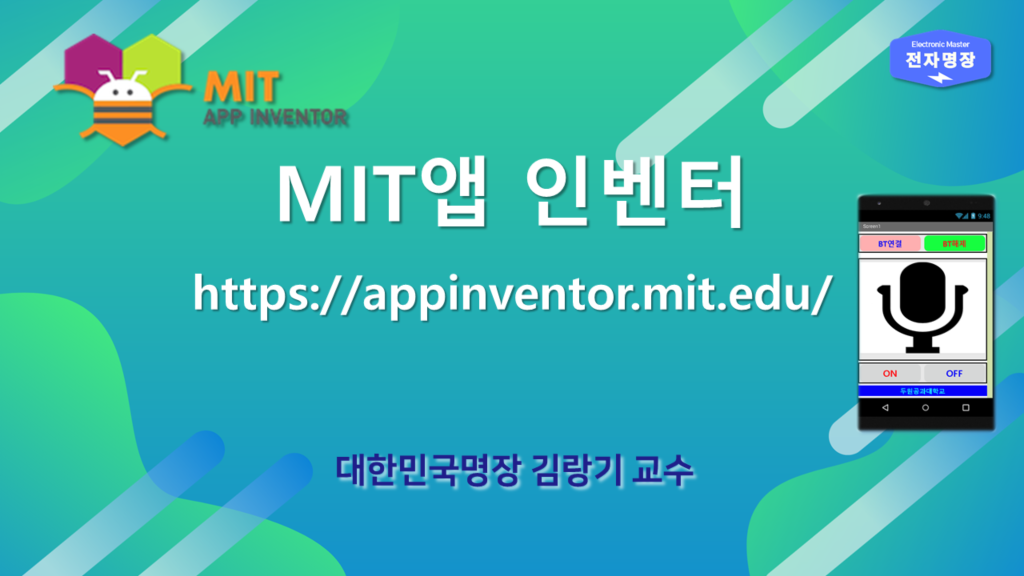 MIT
APP INVENTOR
Electronic Master
전자명장
MIT앱 인벤터
https://appinventor.mit.edu/
9:48
Screen1
BT연결
BT해제
ON
OFF
두원공과대학교
대한민국명장 김랑기 교수